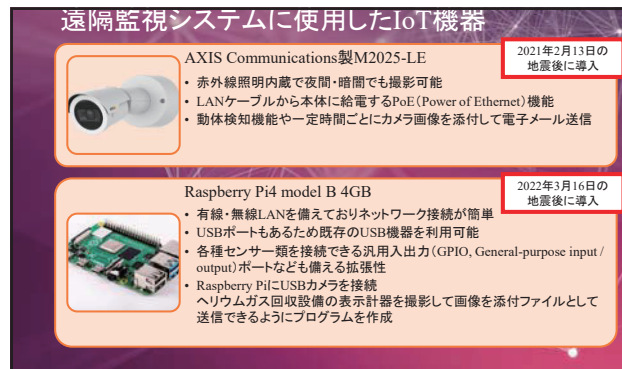 遠隔監視システムに使用したIoT機器
AXIS Communications製M2025-LE
2021年2月13日の
地震後に導入
• 赤外線照明内蔵で夜間・暗闇でも撮影可能
• LANケーブルから本体に給電するPoE(Power of Ethernet)機能
• 動体検知機能や一定時間ごとにカメラ画像を添付して電子メール送信
Raspberry Pi4 model B 4GB
2022年3月16日の
地震後に導入
• 有線・無線LANを備えておりネットワーク接続が簡単
• USBポートもあるため既存のUSB機器を利用可能
• 各種センサー類を接続できる汎用入出力(GPIO, General-purpose input /
output)ポートなども備える拡張性
• Raspberry PiにUSBカメラを接続
ヘリウムガス回収設備の表示計器を撮影して画像を添付ファイルとして
送信できるようにプログラムを作成